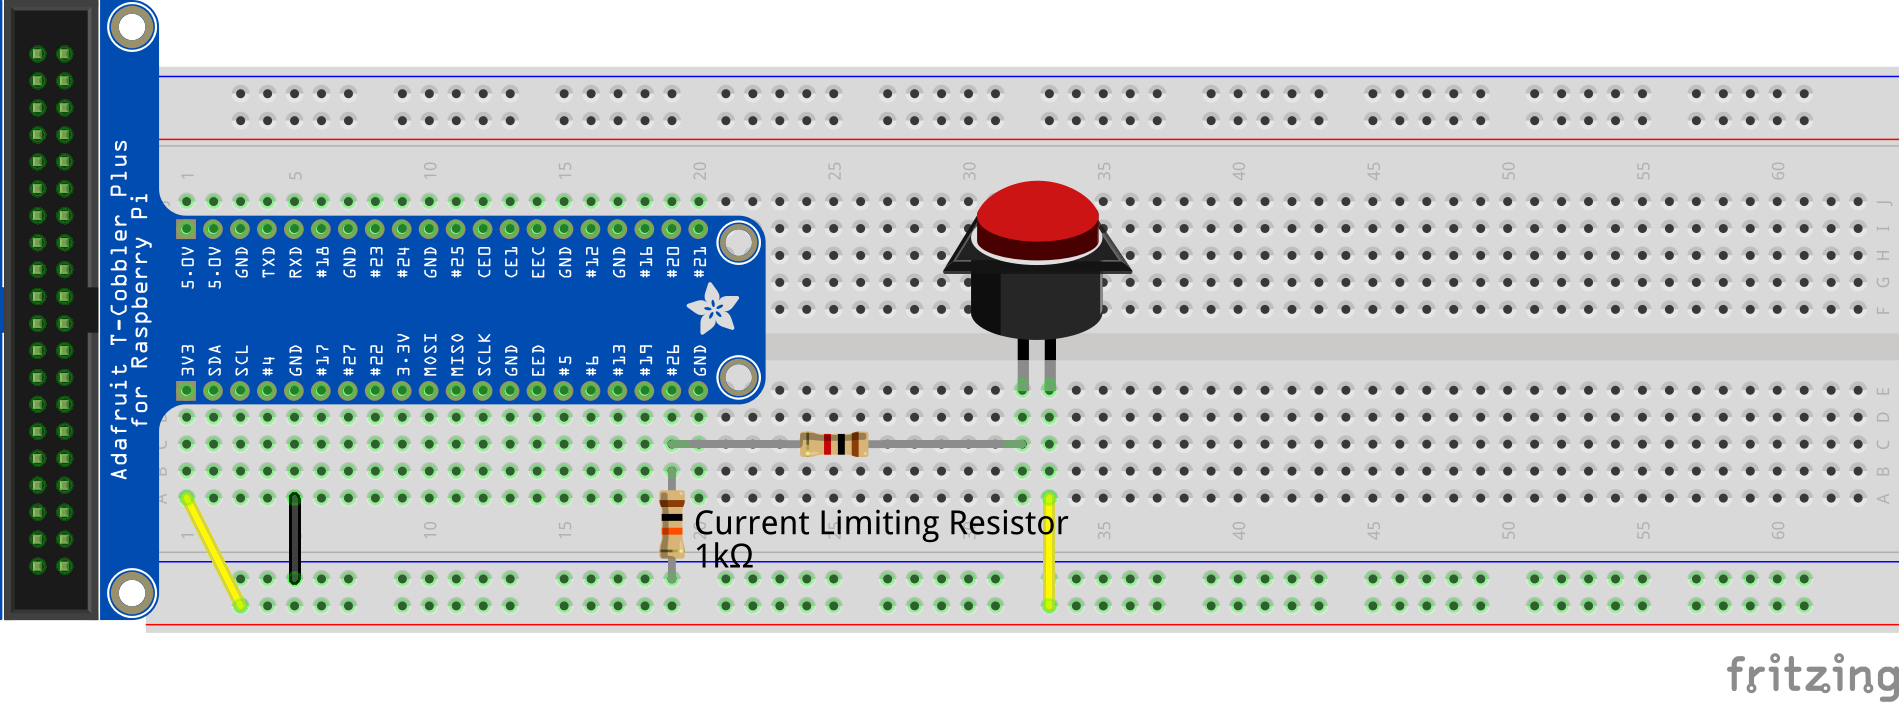 Adafruit T-Cobbler Plus
for Raspberry Pi
1 5 10 15 20 25 30 35 40 45 50 55 60
J
I
H
G
F
5.0V 5.0V GND TXD RXD #18 GND #23 #24 GND #25 CE0 CE1 EEC GND #12 GND #16 #20 #21
3V3 SDA SCL #4 GND #17 #27 #22 3.3V MOSI MISO SCLK GND EED #5 #6 #13 #19 #26 GND
E
D
C C
B B
A A
1 10 15 20 25 35 40 45 50 55 60
Current Limiting Resistor
1kΩ
fritzing